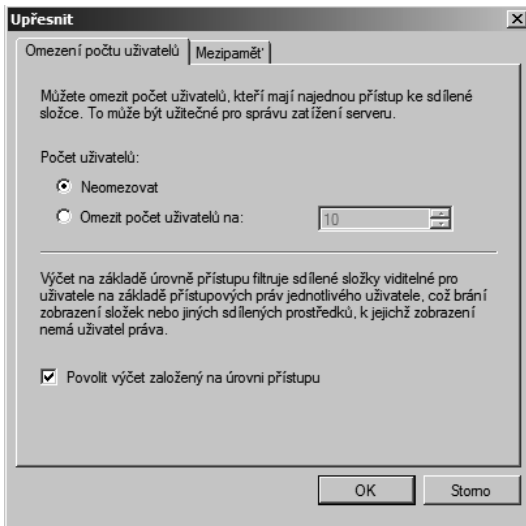 Upřesnit
Omezení počtu uživatelů
Mezipaměť
Můžete omezit počet uživatelů, kteří mají najednou přístup ke sdílené
složce. To může být užitečné pro správu zatížení serveru.
Počet uživatelů:
Neomezovat
Omezit počet uživatelů na:
10
Výčet na základě úrovně přístupu filtruje sdílené složky viditelné pro
uživatele na základě přístupových práv jednotlivého uživatele, což brání
zobrazení složek nebo jiných sdílených prostředků, k jejichž zobrazení
nemá uživatel práva.
Povolit výčet založený na úrovni přístupu
OK
Storno